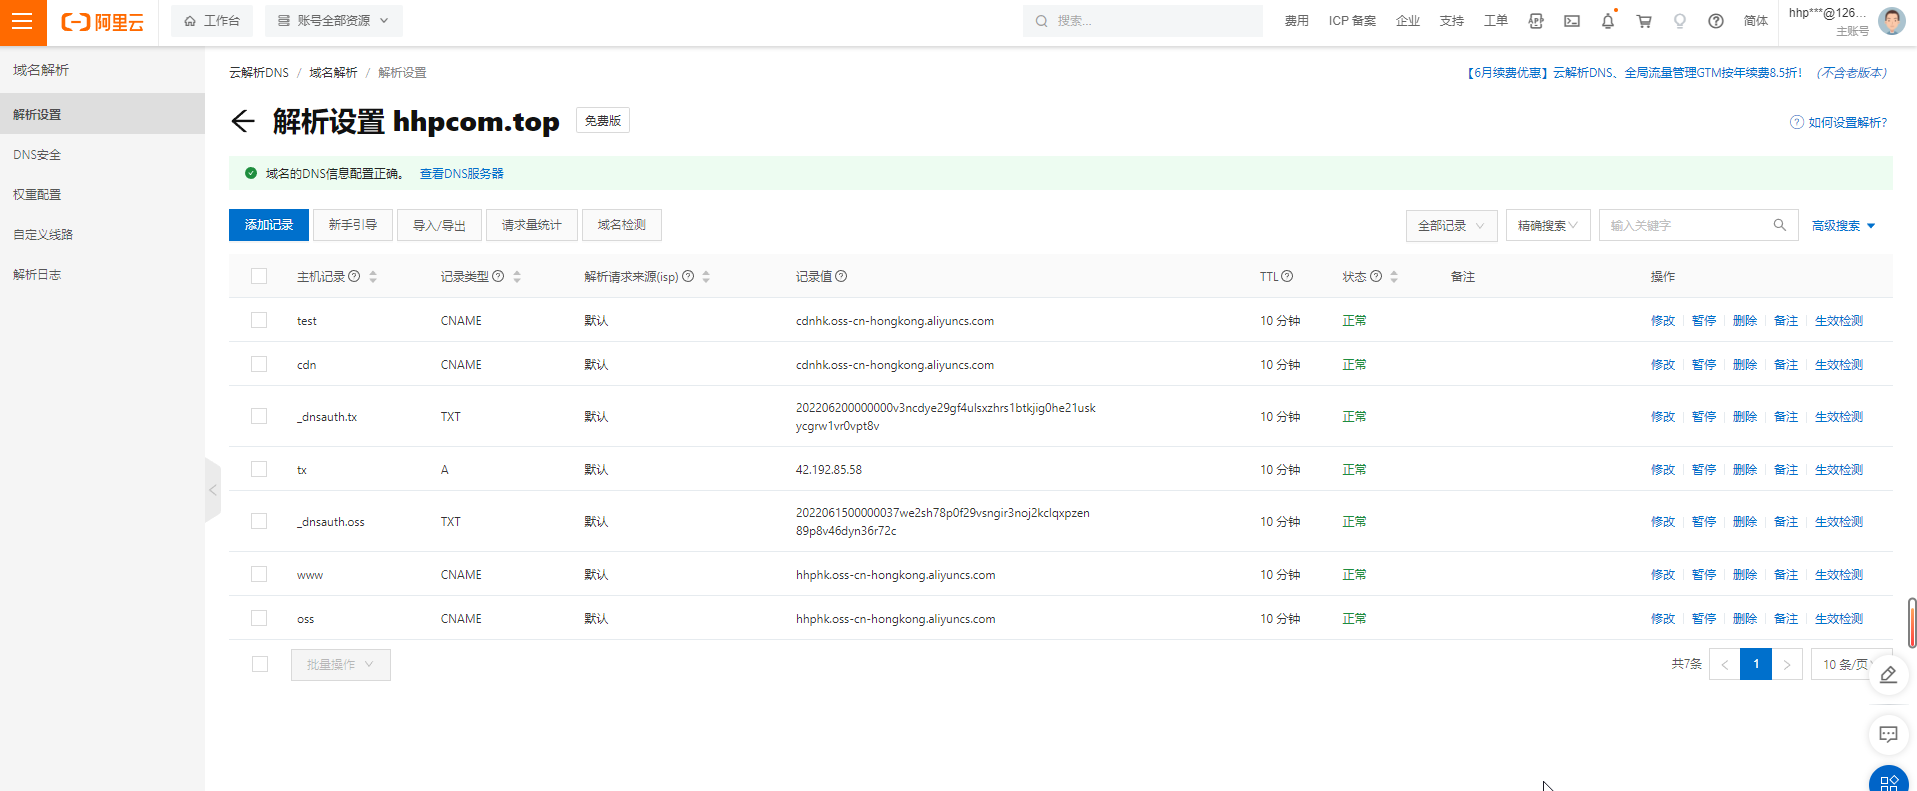 阿里云
工作台
账号全部资源
搜索...
费用
ICP 备案
企业
支持
工单
简体
hhp***@126...
主账号
域名解析
解析设置
DNS安全
权重配置
自定义线路
解析日志
云解析DNS / 域名解析 / 解析设置
【6月续费优惠】云解析DNS、全局流量管理GTM按年续费8.5折！（不含老版本）
解析设置 hhpcom.top
免费版
如何设置解析?
域名的DNS信息配置正确。 查看DNS服务器
添加记录 新手引导 导入/导出 请求量统计 域名检测
全部记录 精确搜索 输入关键字 高级搜索
主机记录 记录类型 解析请求来源(isp) 记录值 TTL 状态 备注 操作
test CNAME 默认 cdnhk.oss-cn-hongkong.aliyuncs.com 10 分钟 正常 修改 暂停 删除 备注 生效检测
cdn CNAME 默认 cdnhk.oss-cn-hongkong.aliyuncs.com 10 分钟 正常 修改 暂停 删除 备注 生效检测
_dnsauth.tx TXT 默认 202206200000000v3ncdye29gf4ulsxzhrs1btkjig0he21usk
ycgrw1vr0vpt8v 10 分钟 正常 修改 暂停 删除 备注 生效检测
tx A 默认 42.192.85.58 10 分钟 正常 修改 暂停 删除 备注 生效检测
_dnsauth.oss TXT 默认 2022061500000037we2sh78p0f29vsngir3noj2kclqxpzen
89p8v46dyn36r72c 10 分钟 正常 修改 暂停 删除 备注 生效检测
www CNAME 默认 hhphk.oss-cn-hongkong.aliyuncs.com 10 分钟 正常 修改 暂停 删除 备注 生效检测
oss CNAME 默认 hhphk.oss-cn-hongkong.aliyuncs.com 10 分钟 正常 修改 暂停 删除 备注 生效检测
批量操作
共7条 < 1 > 10 条/页